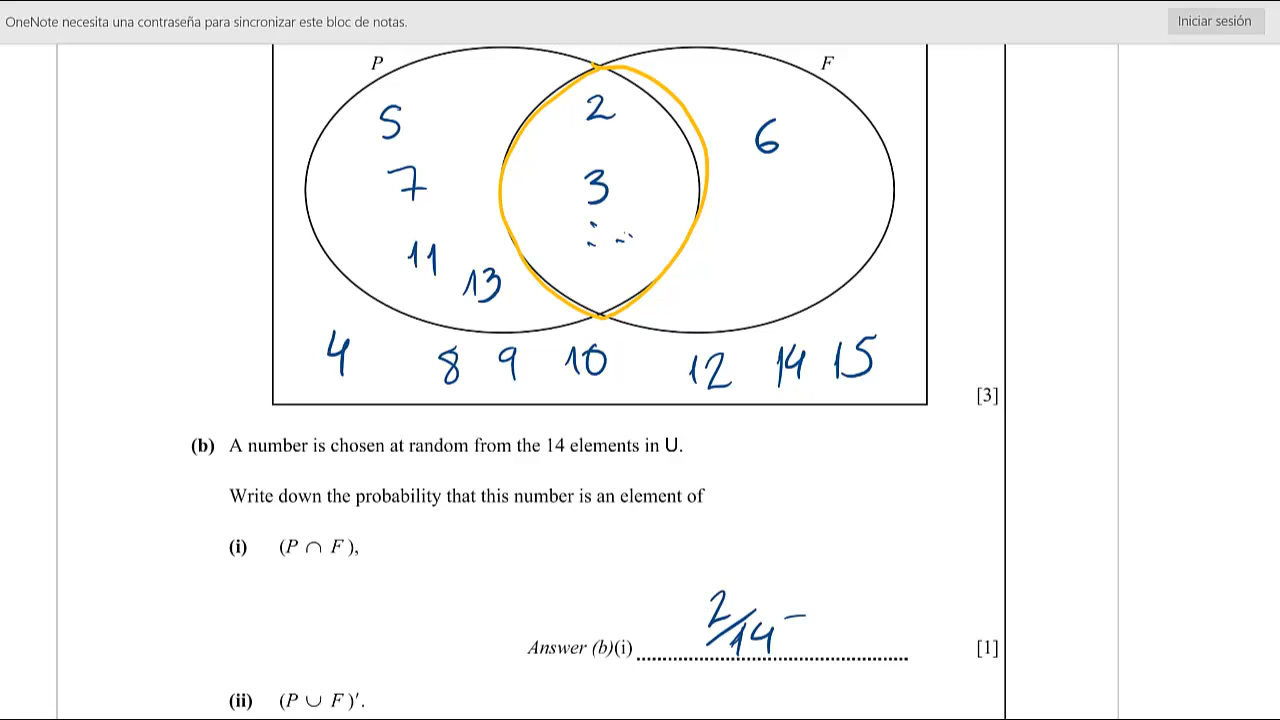 OneNote necesita una contraseña para sincronizar este bloc de notas. Iniciar sesión
P F
5 2 6
7 3
11 13
4 8 9 10 12 14 15
[3]
(b) A number is chosen at random from the 14 elements in U.
Write down the probability that this number is an element of
(i) (P ∩ F),
2/14
Answer (b)(i) [1]
(ii) (P ∪ F)′.